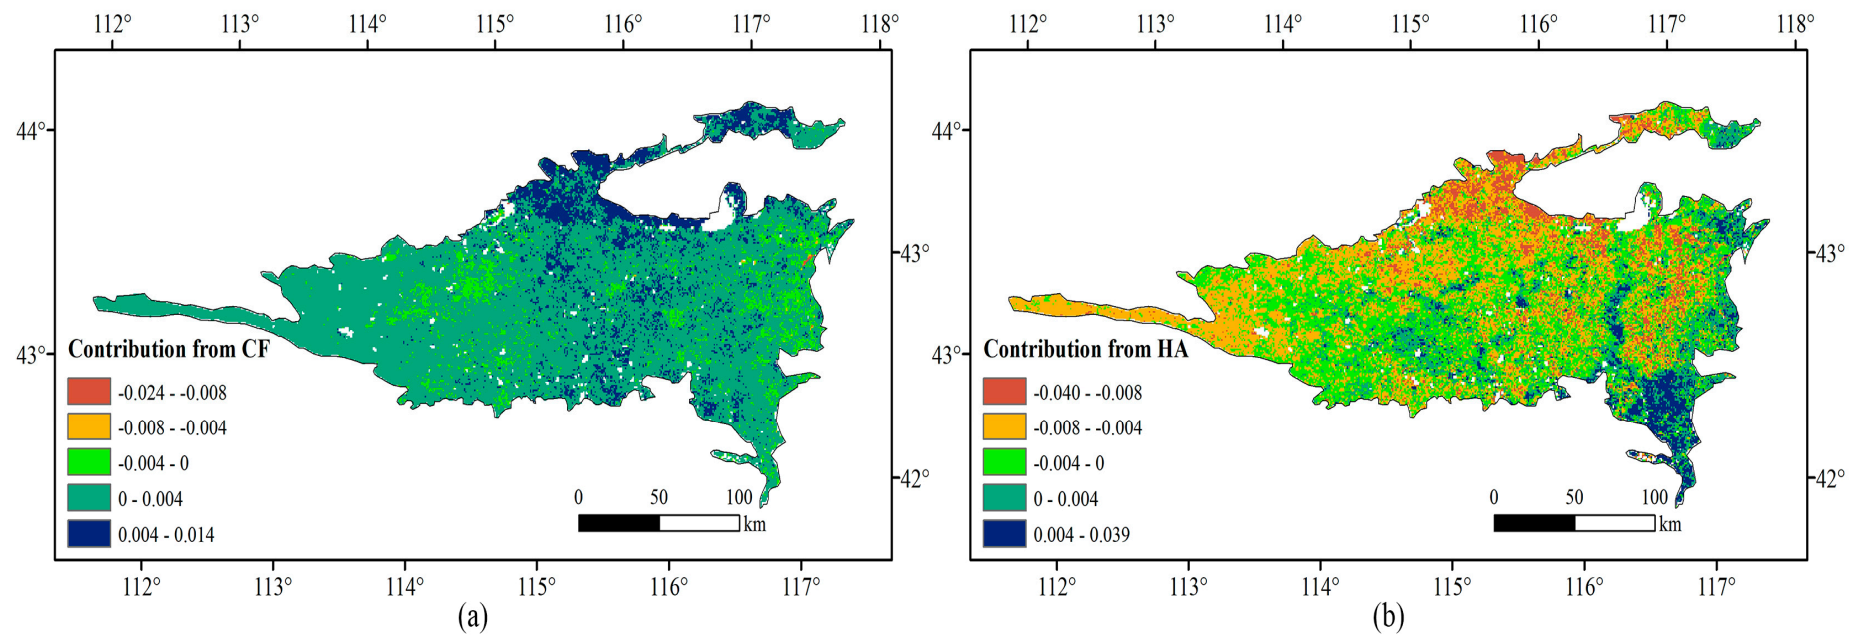 112° 113° 114° 115° 116° 117° 118°
44°
43°
43°
42°
Contribution from CF
-0.024 - -0.008
-0.008 - -0.004
-0.004 - 0
0 - 0.004
0.004 - 0.014
0 50 100
km
112° 113° 114° 115° 116° 117°
(a)
112° 113° 114° 115° 116° 117° 118°
44°
43°
43°
42°
Contribution from HA
-0.040 - -0.008
-0.008 - -0.004
-0.004 - 0
0 - 0.004
0.004 - 0.039
0 50 100
km
112° 113° 114° 115° 116° 117°
(b)